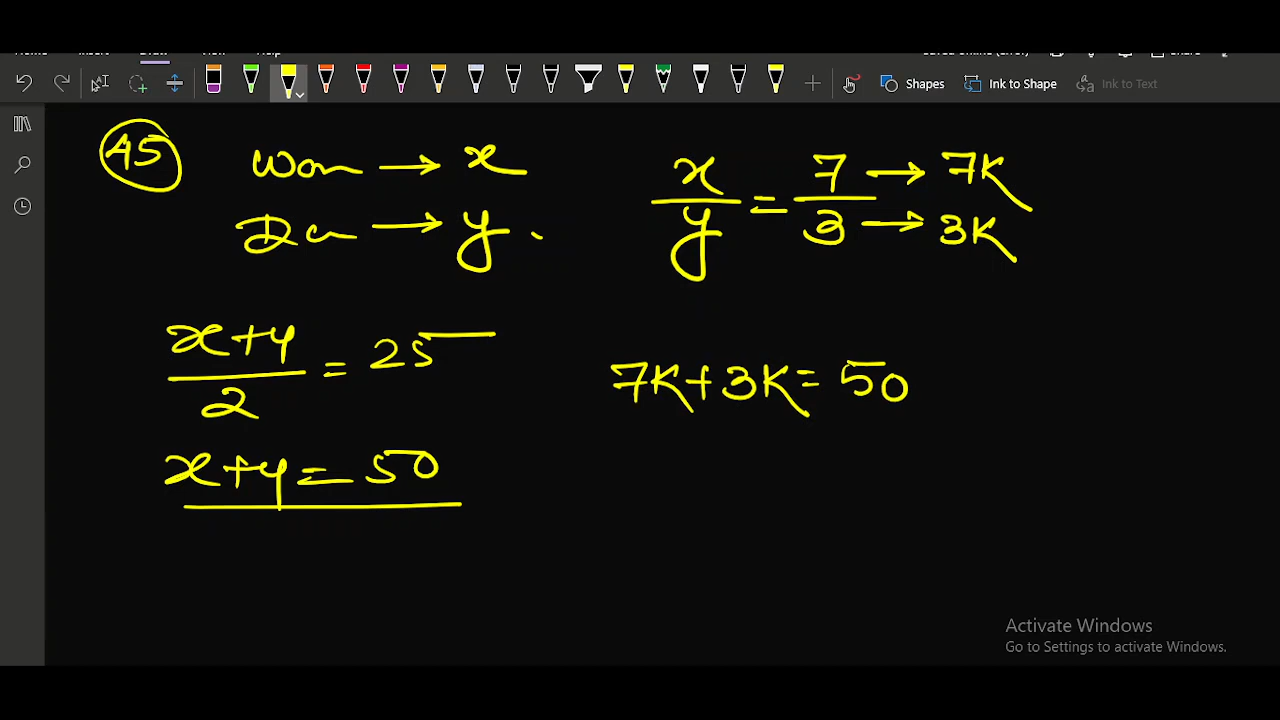 45
Won → x
Den → y.
x/y = 7/3 → 7K
→ 3K
(x+y)/2 = 25
7K+3K=50
x+y=50
Shapes
Ink to Shape
Ink to Text
Activate Windows
Go to Settings to activate Windows.